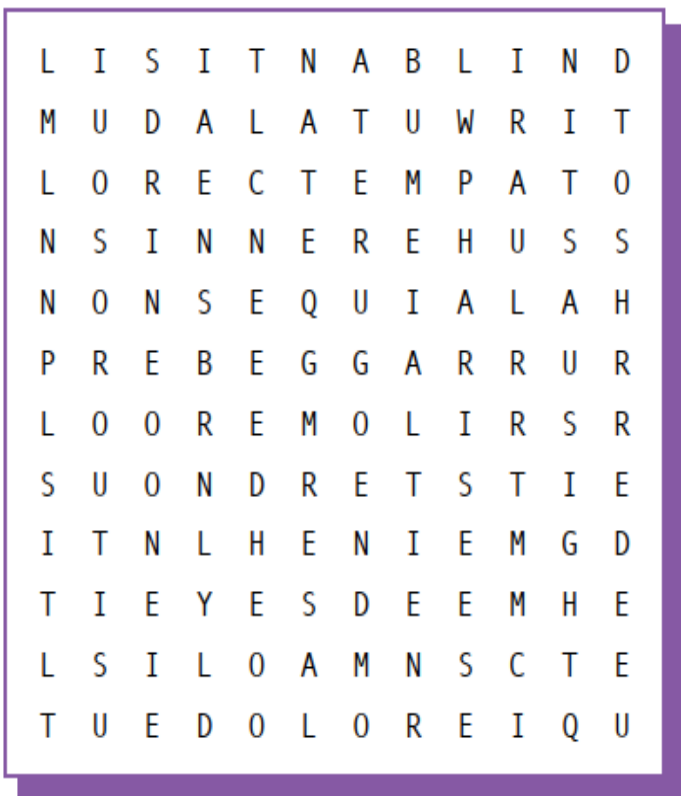 L I S I T N A B L I N D
M U D A L A T U W R I T
L O R E C T E M P A T O
N S I N N E R E H U S S
N O N S E Q U I A L A H
P R E B E G G A R R U R
L O O R E M O L I R S R
S U O N D R E T S T I E
I T N L H E N I E M G D
T I E Y E S D E E M H E
L S I L O A M N S C T E
T U E D O L O R E I Q U